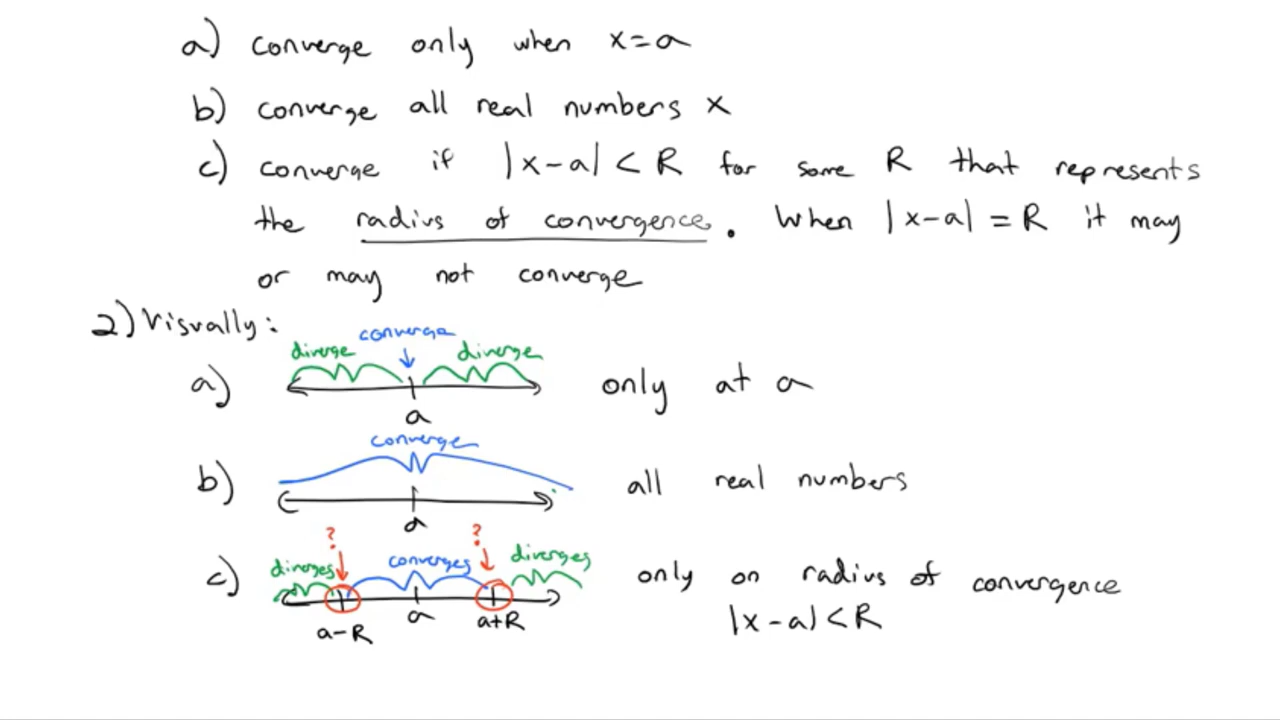 a) converge only when x=a
b) converge all real numbers x
c) converge if |x-a| < R for some R that represents
the radius of convergence. When |x-a| = R it may
or may not converge
2) Visually:
converge
diverge diverge
a) only at a
a
converge
b) all real numbers
a
? ?
diverges converges diverges
c) only on radius of convergence
a-R a a+R
|x-a| < R